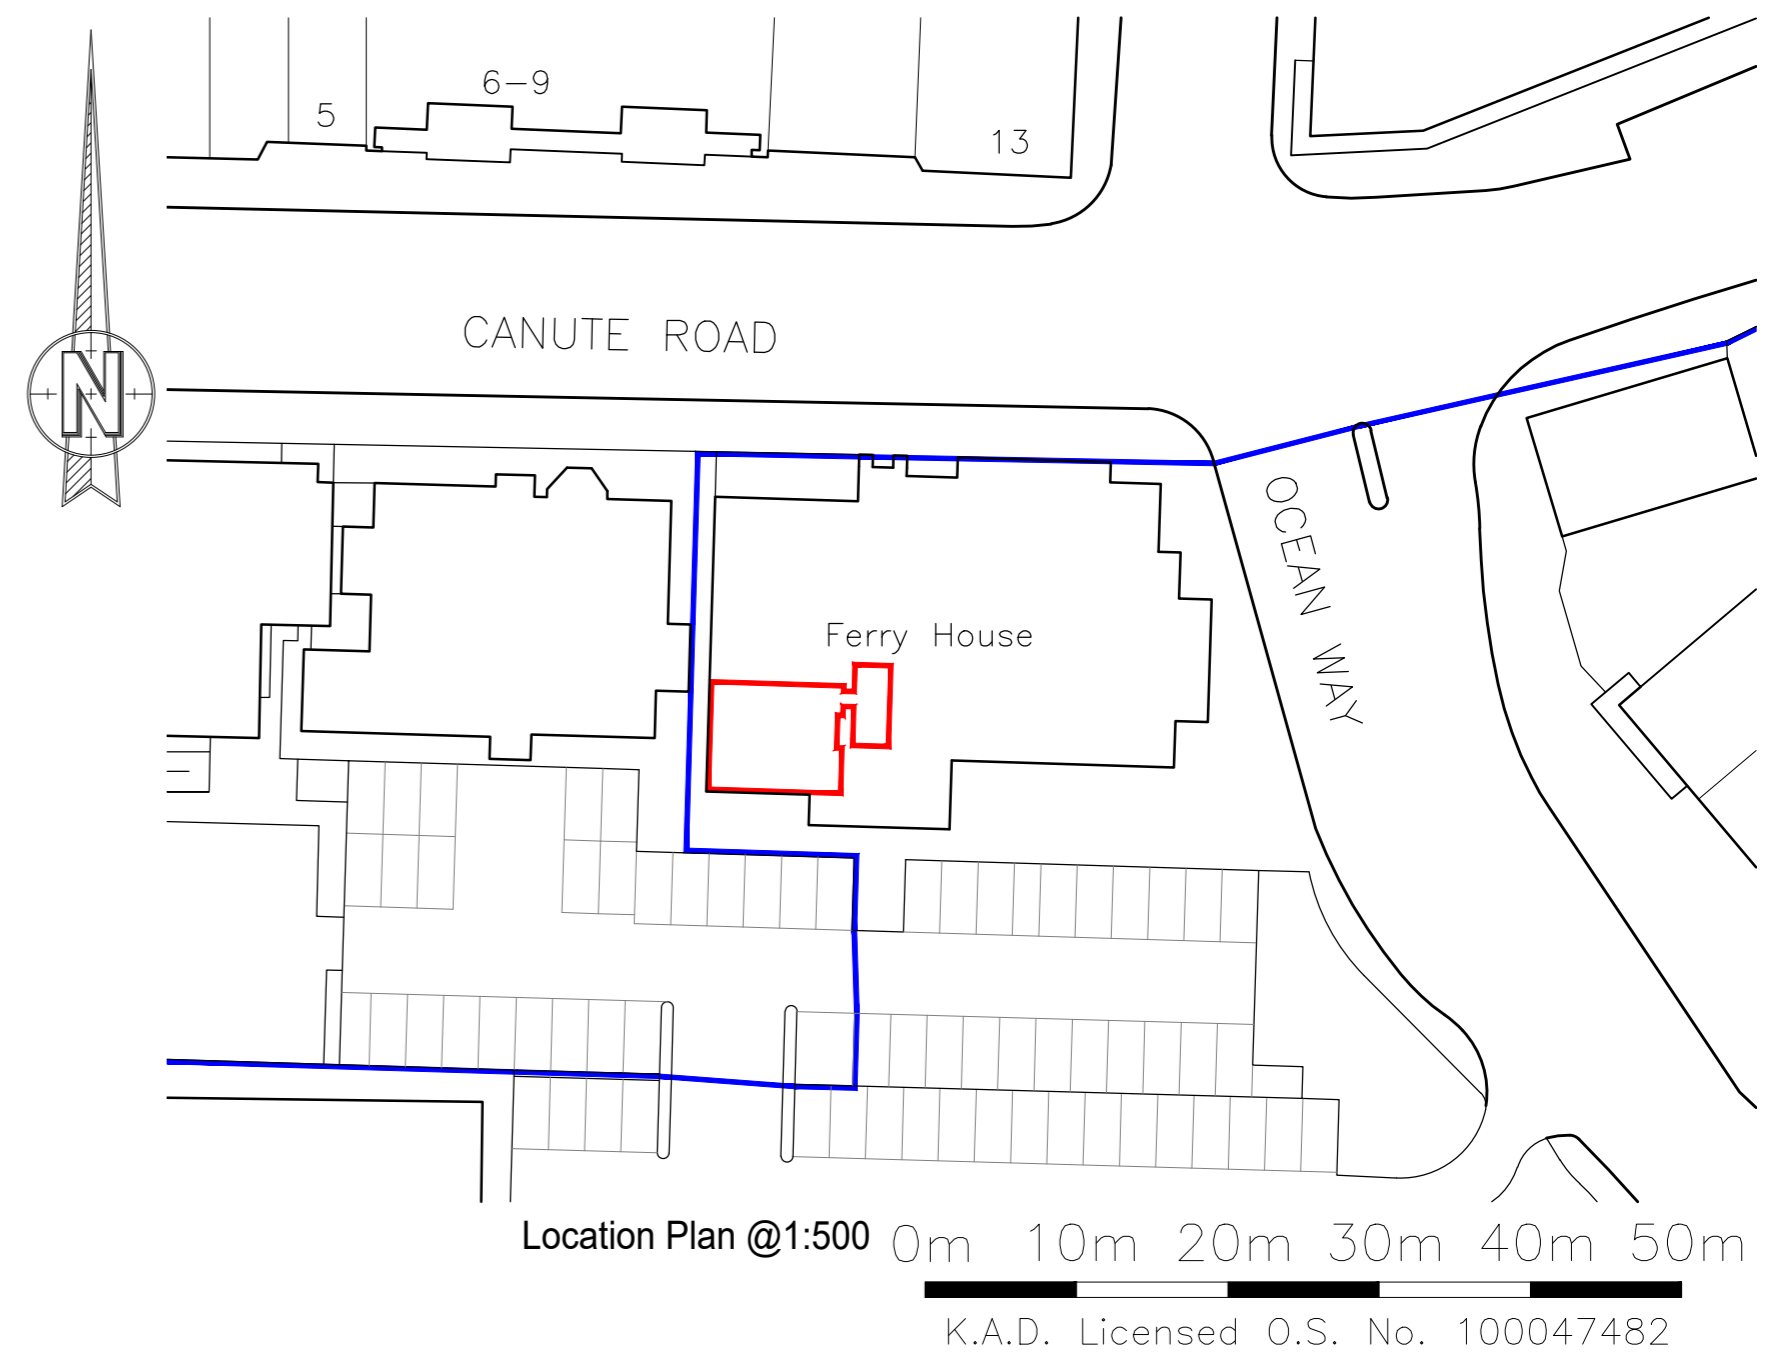 6-9
5
13
N
CANUTE ROAD
OCEAN WAY
Ferry House
Location Plan @1:500
0m 10m 20m 30m 40m 50m
K.A.D. Licensed O.S. No. 100047482